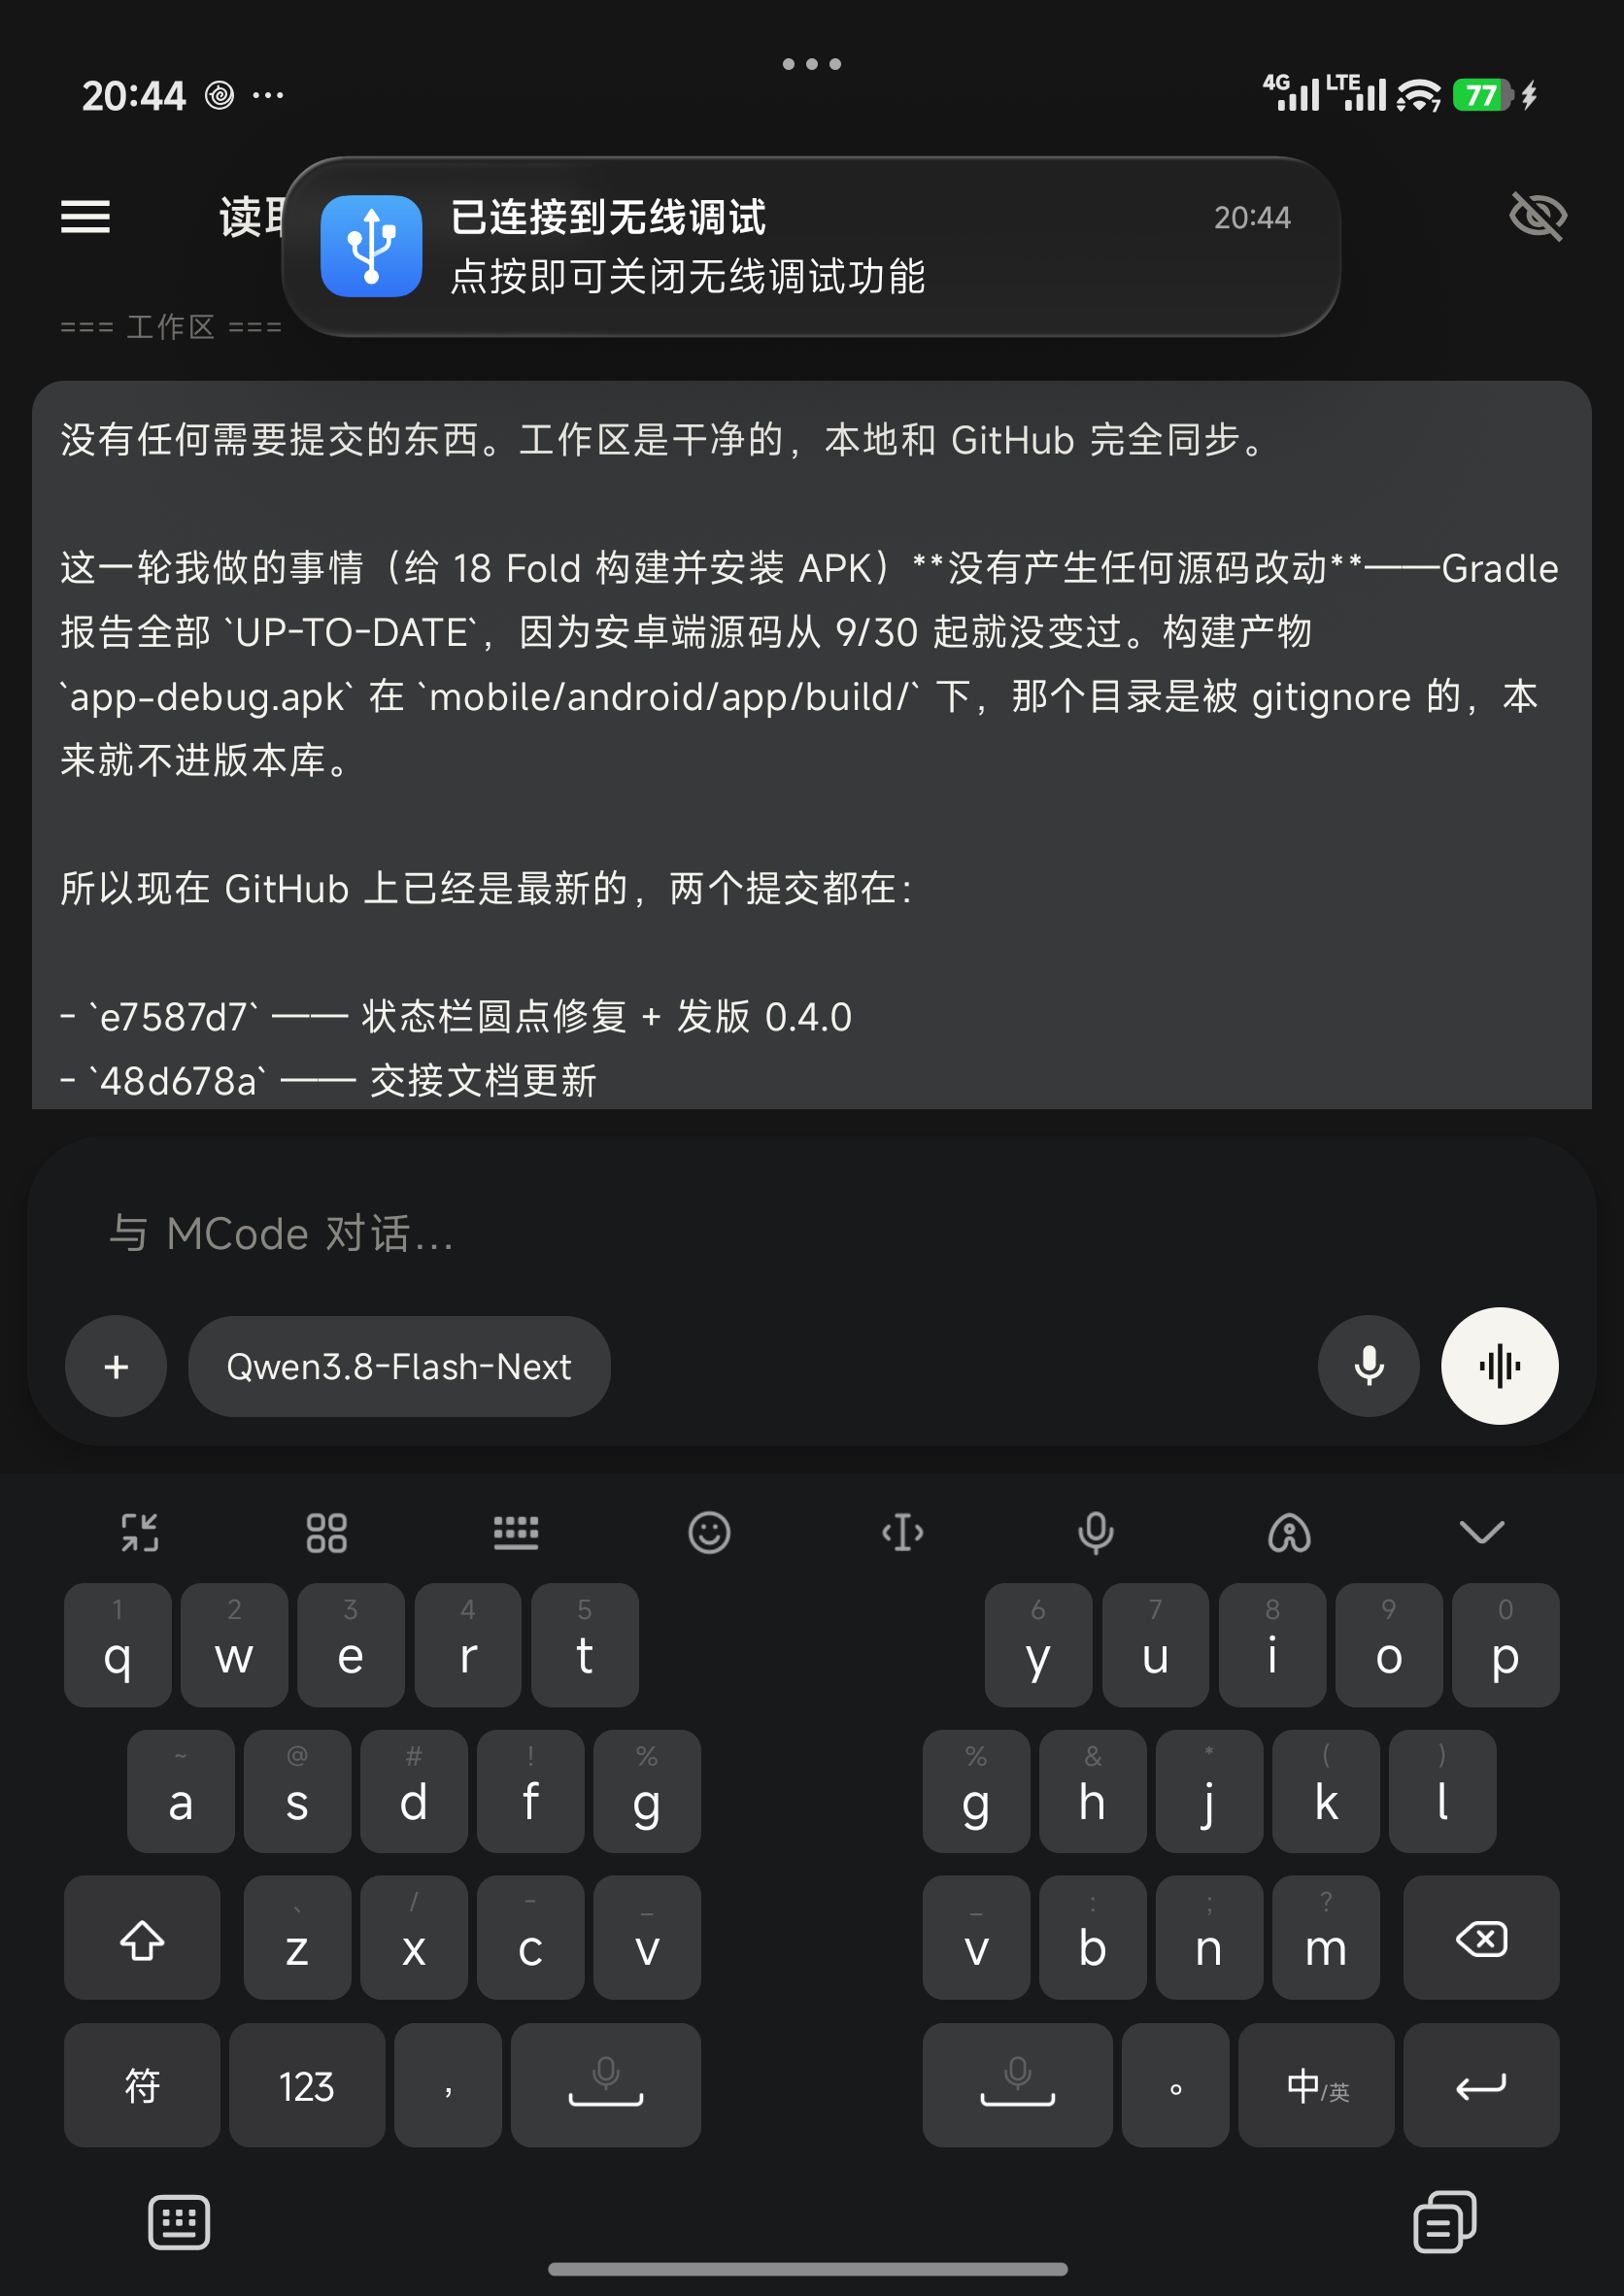 20:44
4G LTE 7 77
读
已连接到无线调试 20:44
点按即可关闭无线调试功能
=== 工作区 ===
没有任何需要提交的东西。工作区是干净的，本地和 GitHub 完全同步。
这一轮我做的事情（给 18 Fold 构建并安装 APK）**没有产生任何源码改动**——Gradle
报告全部 `UP-TO-DATE`，因为安卓端源码从 9/30 起就没变过。构建产物
`app-debug.apk` 在 `mobile/android/app/build/` 下，那个目录是被 gitignore 的，本
来就不进版本库。
所以现在 GitHub 上已经是最新的，两个提交都在：
- `e7587d7` —— 状态栏圆点修复 + 发版 0.4.0
- `48d678a` —— 交接文档更新
与 MCode 对话...
+ Qwen3.8-Flash-Next
1 2 3 4 5 6 7 8 9 0
q w e r t y u i o p
~ @ # ! % % & * ( )
a s d f g g h j k l
、 / - _ _ : ; ?
z x c v v b n m
符 123 , 。 中/英